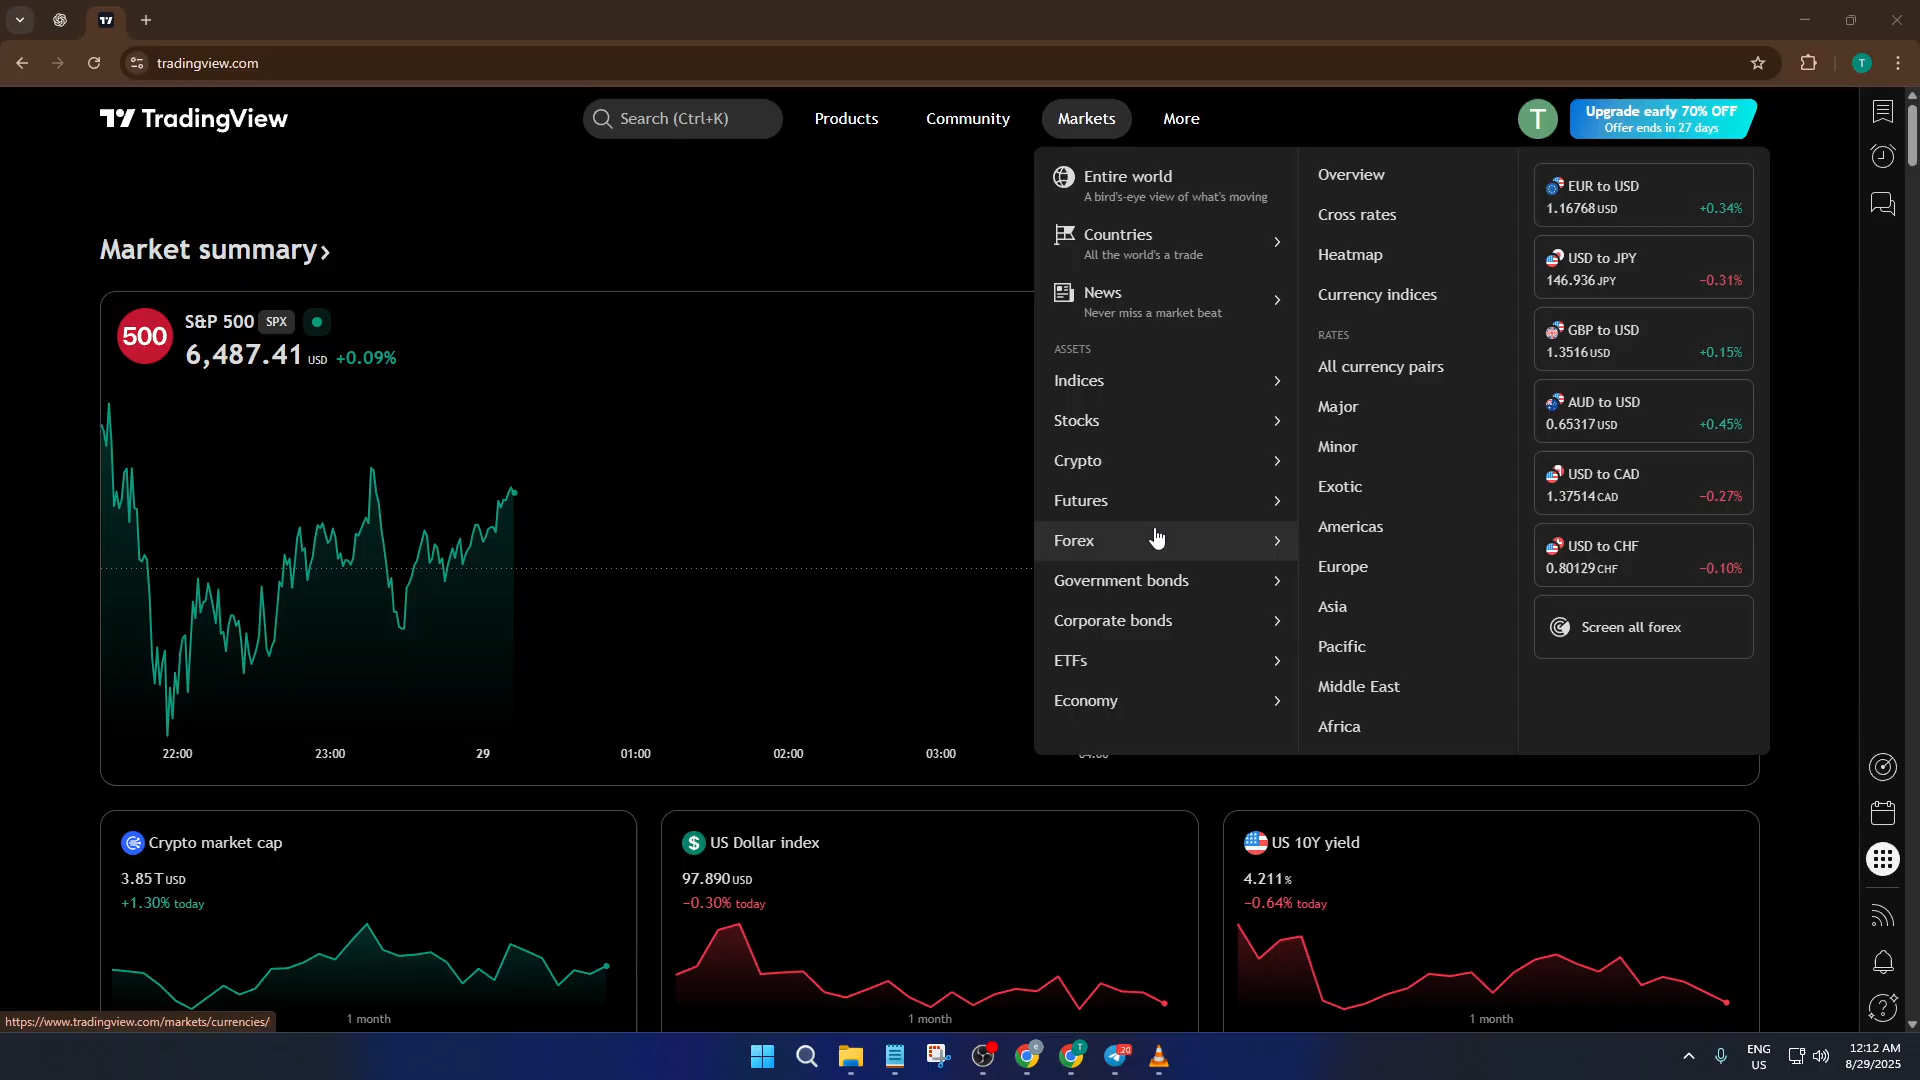 tradingview.com
TradingView
Search (Ctrl+K)
Products
Community
Markets
More
T
T
Upgrade early 70% OFF
Offer ends in 27 days
Market summary
500
S&P 500 SPX
6,487.41 USD +0.09%
22:00
23:00
29
01:00
02:00
03:00
04:00
Entire world
A bird's-eye view of what's moving
Countries
All the world's a trade
News
Never miss a market beat
ASSETS
Indices
Stocks
Crypto
Futures
Forex
Government bonds
Corporate bonds
ETFs
Economy
Overview
Cross rates
Heatmap
Currency indices
RATES
All currency pairs
Major
Minor
Exotic
Americas
Europe
Asia
Pacific
Middle East
Africa
EUR to USD
1.16768 USD +0.34%
USD to JPY
146.936 JPY −0.31%
GBP to USD
1.3516 USD +0.15%
AUD to USD
0.65317 USD +0.45%
USD to CAD
1.37514 CAD −0.27%
USD to CHF
0.80129 CHF −0.10%
Screen all forex
Crypto market cap
3.85 T USD
+1.30% today
1 month
US Dollar index
97.890 USD
−0.30% today
1 month
US 10Y yield
4.211 %
−0.64% today
1 month
https://www.tradingview.com/markets/currencies/
ENG
US
12:12 AM
8/29/2025